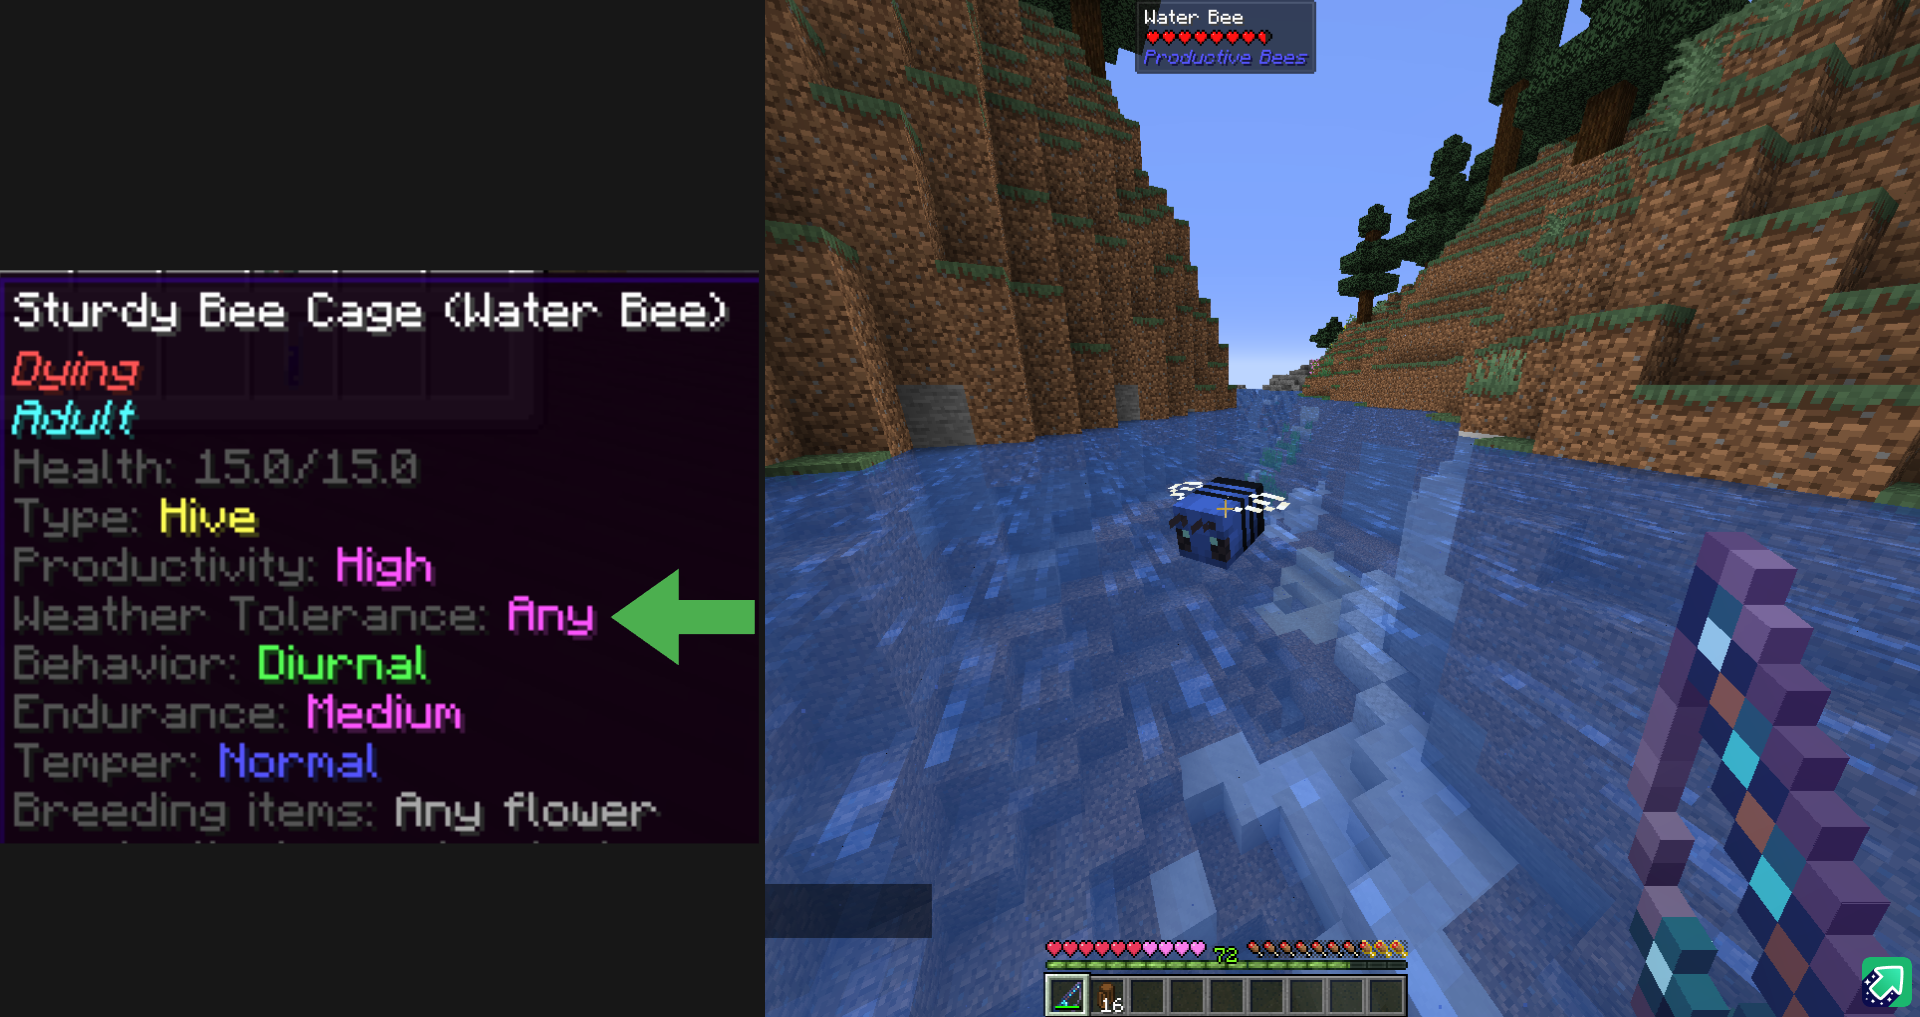 Sturdy Bee Cage (Water Bee)
Dying
Adult
Health: 15.0/15.0
Type: Hive
Productivity: High
Weather Tolerance: Any
Behavior: Diurnal
Endurance: Medium
Temper: Normal
Breeding items: Any flower
Water Bee
Productive Bees
72
16